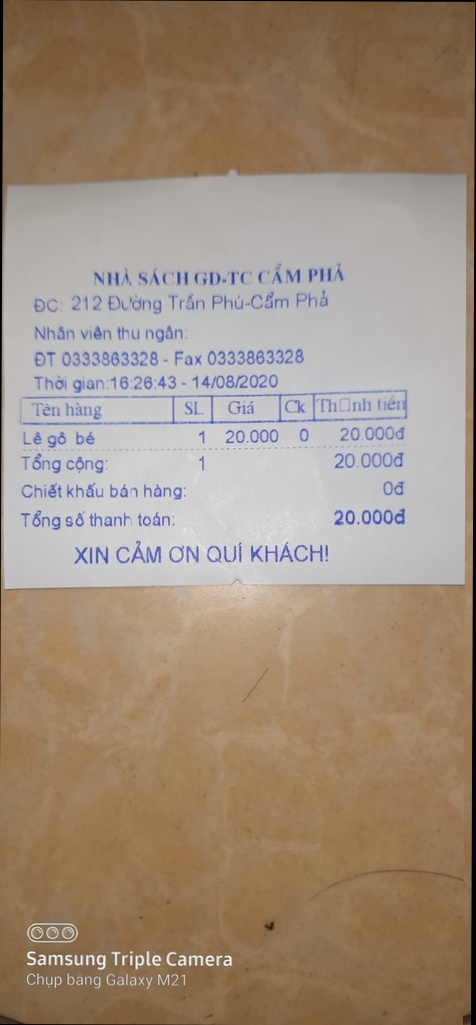 NHÀ SÁCH GD-TC CẨM PHẢ
ĐC: 212 Đường Trần Phú-Cẩm Phả
Nhân viên thu ngân:
ĐT 0333863328 - Fax 0333863328
Thời gian:16:26:43 - 14/08/2020
Tên hàng SL Giá Ck Th□nh tiền
Lê gô bé 1 20.000 0 20.000đ
Tổng cộng: 1 20.000đ
Chiết khấu bán hàng: 0đ
Tổng số thanh toán: 20.000đ
XIN CẢM ƠN QUÍ KHÁCH!
Samsung Triple Camera
Chụp bằng Galaxy M21